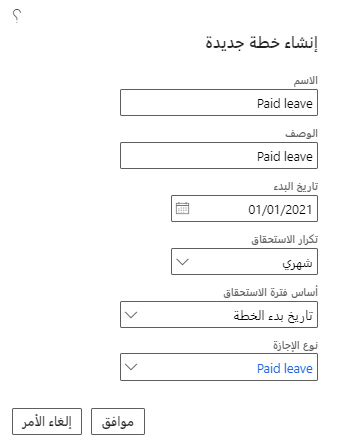 ؟
إنشاء خطة جديدة
الاسم
Paid leave
الوصف
Paid leave
تاريخ البدء
01/01/2021
تكرار الاستحقاق
شهري
أساس فترة الاستحقاق
تاريخ بدء الخطة
نوع الإجازة
Paid leave
موافق
إلغاء الأمر